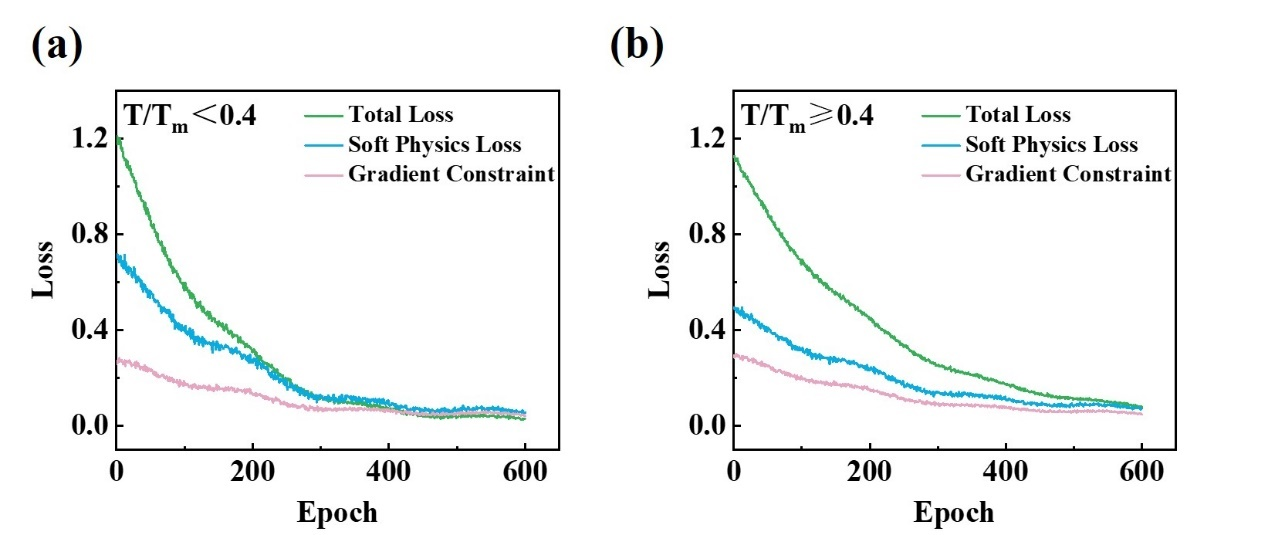 (a)
T/Tm＜0.4
Total Loss
Soft Physics Loss
Gradient Constraint
1.2
0.8
0.4
0.0
Loss
0
200
400
600
Epoch
(b)
T/Tm⩾0.4
Total Loss
Soft Physics Loss
Gradient Constraint
1.2
0.8
0.4
0.0
Loss
0
200
400
600
Epoch